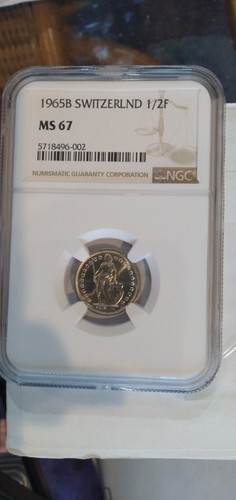 1965B SWITZERLND 1/2F
MS 67
5718496-002
NUMISMATIC GUARANTY CORPORATION
NGC